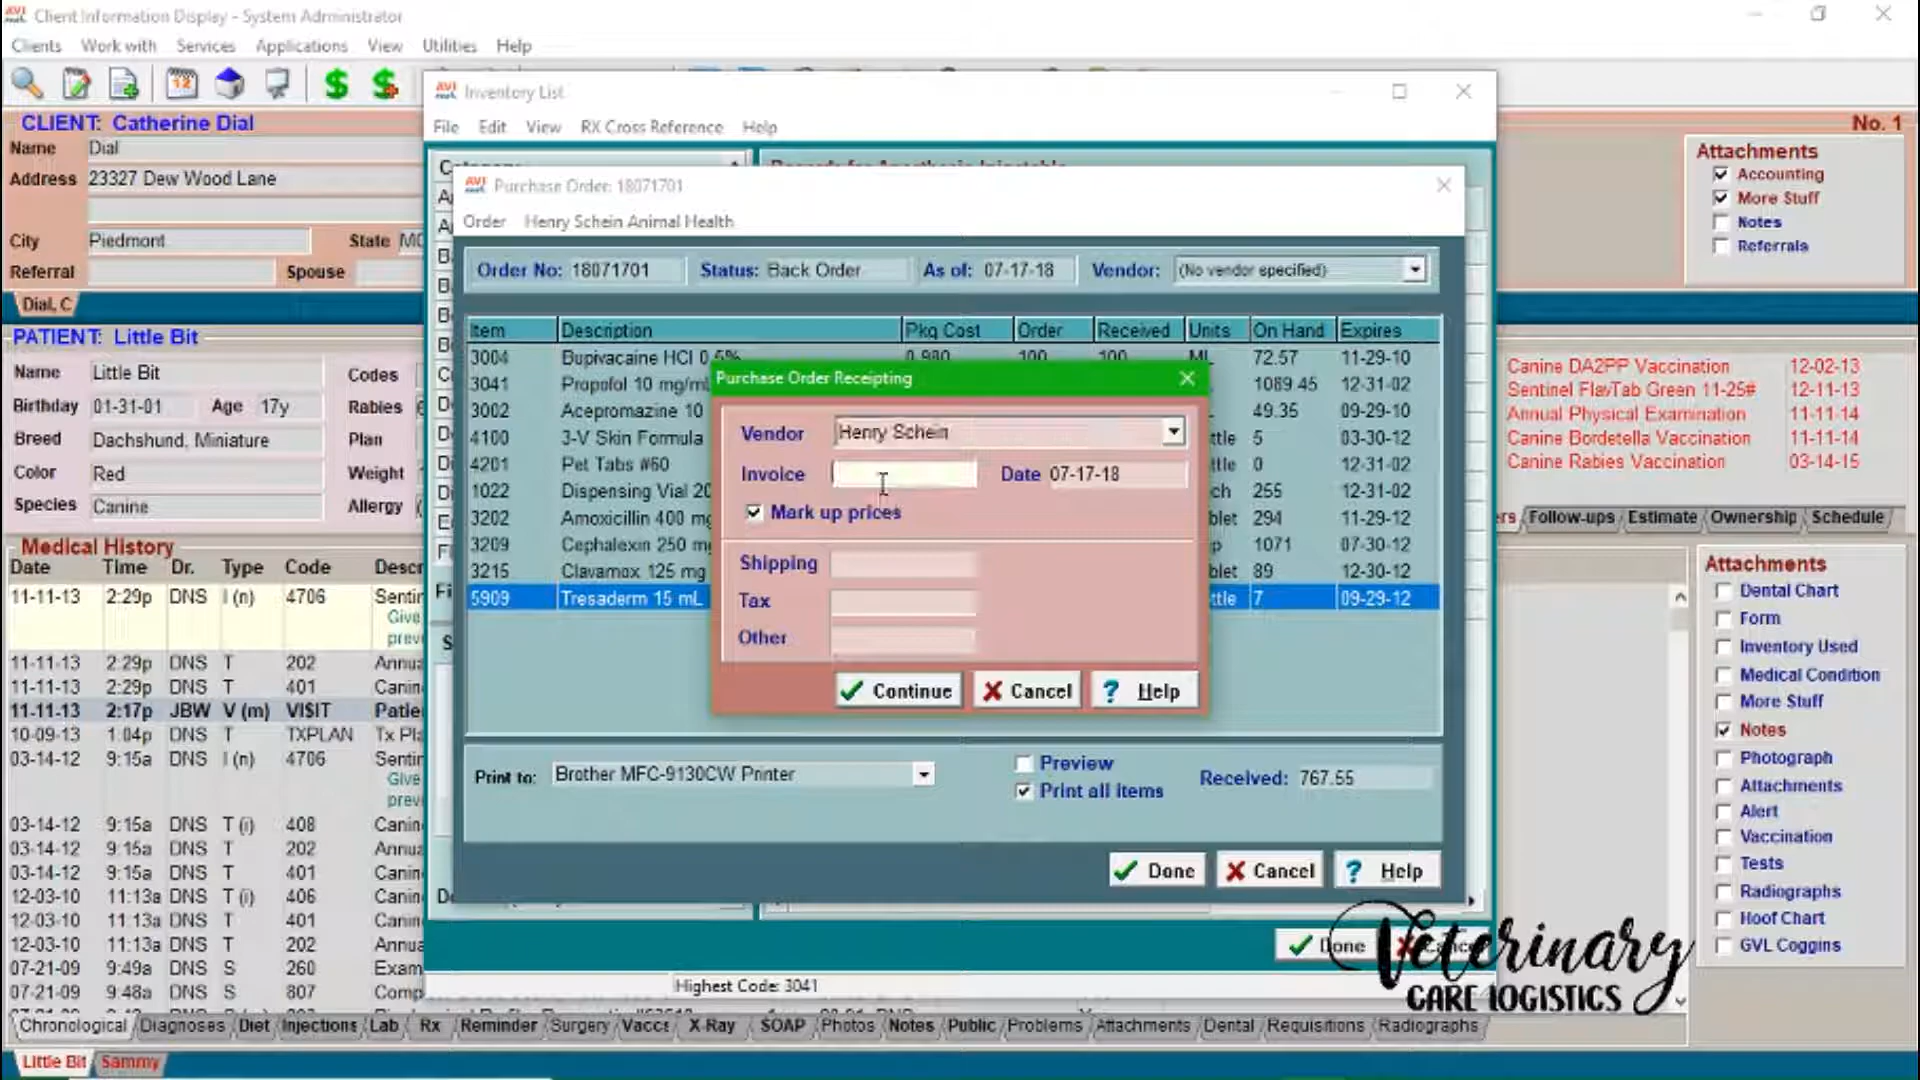 Client Information Display - System Administrator
Clients Work with Services Applications View Utilities Help
Inventory List
File Edit View RX Cross Reference Help
CLIENT: Catherine Dial
No. 1
Name Dial
Address 23327 Dew Wood Lane
City Piedmont State MO
Referral Spouse
Dial, C
Attachments
Accounting
More Stuff
Notes
Referrals
PATIENT: Little Bit
Name Little Bit Codes
Birthday 01-31-01 Age 17y Rabies
Breed Dachshund, Miniature Plan
Color Red Weight
Species Canine Allergy
Purchase Order: 18071701
Order Henry Schein Animal Health
Order No: 18071701 Status: Back Order As of: 07-17-18 Vendor: (No vendor specified)
Item Description Pkg Cost Order Received Units On Hand Expires
3004 Bupivacaine HCl 0.5% 0.980 100 100 ML 72.57 11-29-10
3041 Propofol 10 mg/mL 1089.45 12-31-02
3002 Acepromazine 10 49.35 09-29-10
4100 3-V Skin Formula ttle 5 03-30-12
4201 Pet Tabs #60 ttle 0 12-31-02
1022 Dispensing Vial 20 ch 255 12-31-02
3202 Amoxicillin 400 mg blet 294 11-29-12
3209 Cephalexin 250 mg p 1071 07-30-12
3215 Clavamox 125 mg blet 89 12-30-12
5909 Tresaderm 15 mL ttle 7 09-29-12
Purchase Order Receipting
Vendor Henry Schein
Invoice Date 07-17-18
Mark up prices
Shipping
Tax
Other
Continue Cancel Help
Print to: Brother MFC-9130CW Printer
Preview
Print all items
Received: 767.55
Done Cancel Help
Done
Highest Code: 3041
Canine DA2PP Vaccination 12-02-13
Sentinel FlavTab Green 11-25# 12-11-13
Annual Physical Examination 11-11-14
Canine Bordetella Vaccination 11-11-14
Canine Rabies Vaccination 03-14-15
rs Follow-ups Estimate Ownership Schedule
Medical History
Date Time Dr. Type Code Descr
11-11-13 2:29p DNS I (n) 4706 Sentin
Give
preve
11-11-13 2:29p DNS T 202 Annua
11-11-13 2:29p DNS T 401 Canin
11-11-13 2:17p JBW V (m) VISIT Patie
10-09-13 1:04p DNS T TXPLAN Tx Pla
03-14-12 9:15a DNS I (n) 4706 Sentin
Give
preve
03-14-12 9:15a DNS T (i) 408 Canin
03-14-12 9:15a DNS T 202 Annua
03-14-12 9:15a DNS T 401 Canin
12-03-10 11:13a DNS T (i) 406 Canin
12-03-10 11:13a DNS T 401 Canin
12-03-10 11:13a DNS T 202 Annua
07-21-09 9:49a DNS S 260 Exam
07-21-09 9:48a DNS S 807 Comp
Attachments
Dental Chart
Form
Inventory Used
Medical Condition
More Stuff
Notes
Photograph
Attachments
Alert
Vaccination
Tests
Radiographs
Hoof Chart
GVL Coggins
Veterinary
CARE LOGISTICS
Chronological Diagnoses Diet Injections Lab Rx Reminder Surgery Vaccs X-Ray SOAP Photos Notes Public Problems Attachments Dental Requisitions Radiographs
Little Bit Sammy